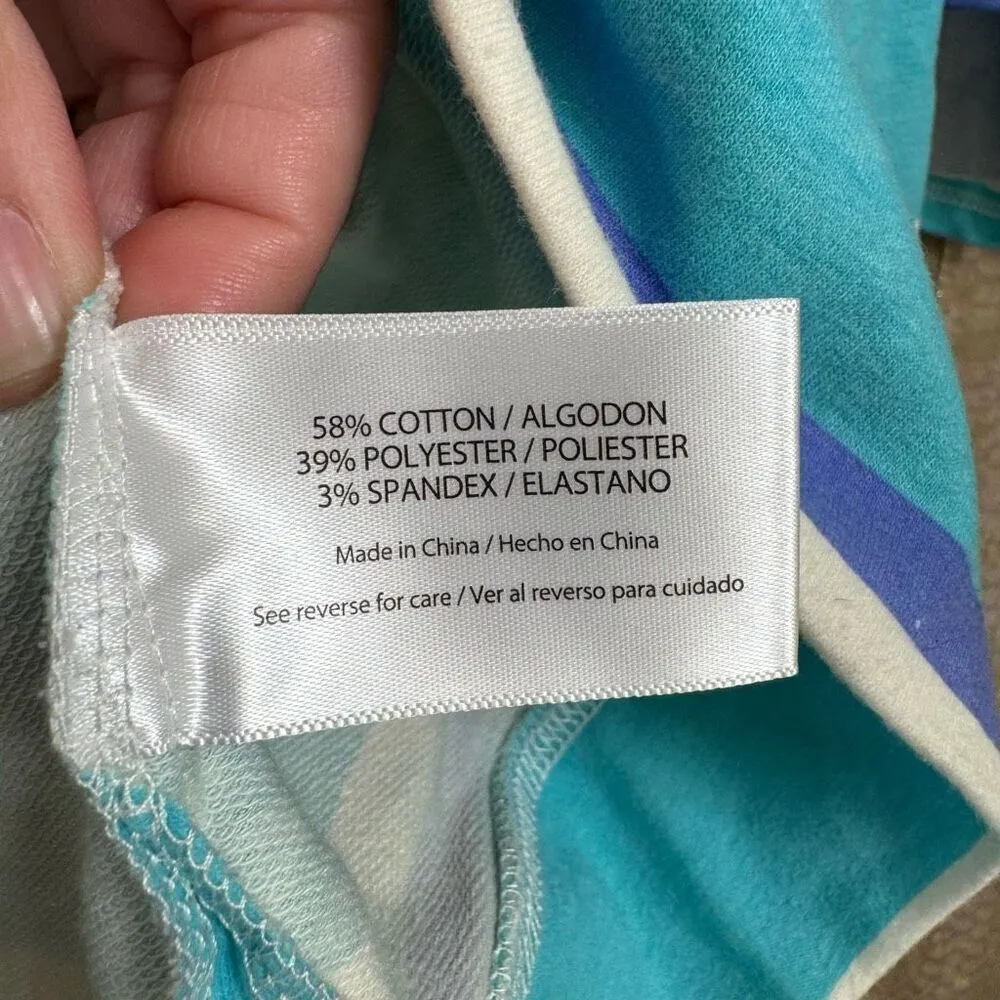 58% COTTON / ALGODON
39% POLYESTER / POLIESTER
3% SPANDEX / ELASTANO
Made in China / Hecho en China
See reverse for care / Ver al reverso para cuidado